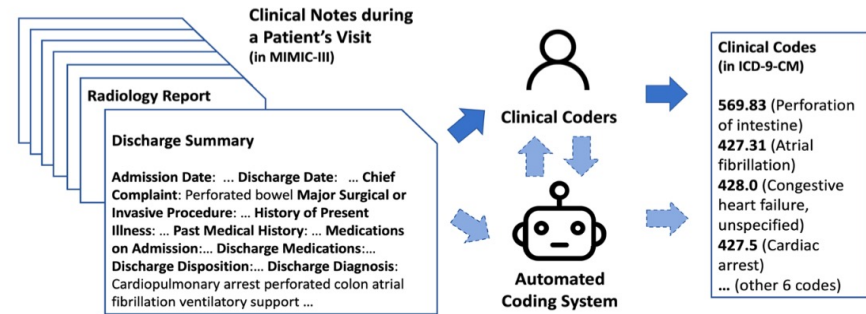 Clinical Notes during
a Patient's Visit
(in MIMIC-III)
Radiology Report
Discharge Summary
Admission Date: ... Discharge Date: ... Chief
Complaint: Perforated bowel Major Surgical or
Invasive Procedure: ... History of Present
Illness: ... Past Medical History: ... Medications
on Admission:... Discharge Medications:...
Discharge Disposition:... Discharge Diagnosis:
Cardiopulmonary arrest perforated colon atrial
fibrillation ventilatory support ...
Clinical Coders
Automated
Coding System
Clinical Codes
(in ICD-9-CM)
569.83 (Perforation
of intestine)
427.31 (Atrial
fibrillation)
428.0 (Congestive
heart failure,
unspecified)
427.5 (Cardiac
arrest)
... (other 6 codes)